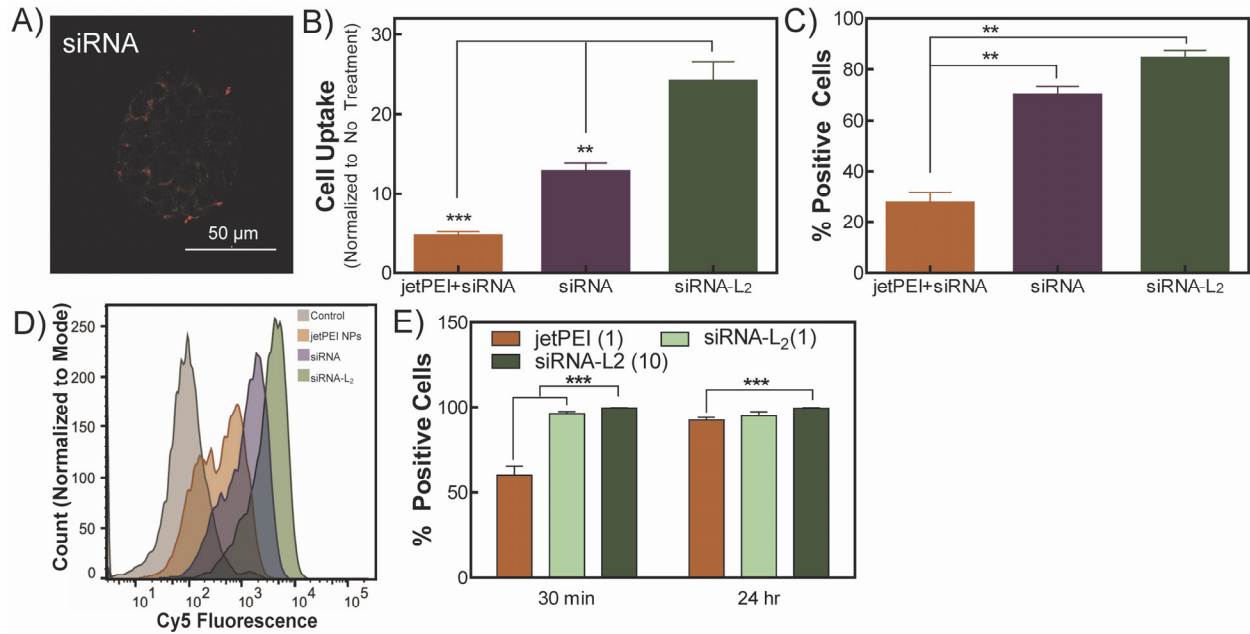 A)
siRNA
50 µm
B)
Cell Uptake
(Normalized to No Treatment)
30
20
10
0
***
**
jetPEI+siRNA
siRNA
siRNA-L2
C)
% Positive Cells
100
80
60
40
20
0
**
**
jetPEI+siRNA
siRNA
siRNA-L2
D)
Count (Normalized to Mode)
250
200
150
100
50
0
Control
jetPEI NPs
siRNA
siRNA-L2
10^1 10^2 10^3 10^4 10^5
Cy5 Fluorescence
E)
% Positive Cells
150
100
50
0
jetPEI (1) siRNA-L2(1)
siRNA-L2 (10)
*** ***
30 min 24 hr